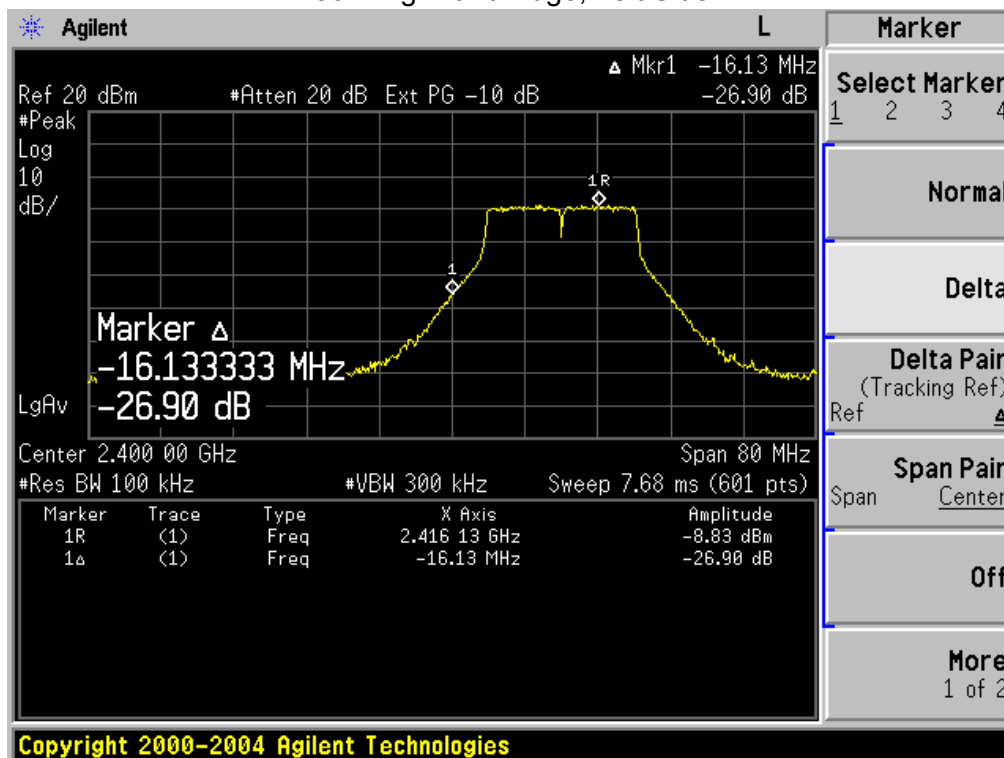 Agilent L Marker
Δ Mkr1 -16.13 MHz
Ref 20 dBm #Atten 20 dB Ext PG -10 dB -26.90 dB
#Peak
Log
10
dB/
1R
1
Marker Δ
-16.133333 MHz
-26.90 dB
LgAv
Center 2.400 00 GHz Span 80 MHz
#Res BW 100 kHz #VBW 300 kHz Sweep 7.68 ms (601 pts)
Marker Trace Type X Axis Amplitude
1R (1) Freq 2.416 13 GHz -8.83 dBm
1Δ (1) Freq -16.13 MHz -26.90 dB
Select Marker
1 2 3 4
Normal
Delta
Delta Pair
(Tracking Ref)
Ref Δ
Span Pair
Span Center
Off
More
1 of 2
Copyright 2000-2004 Agilent Technologies